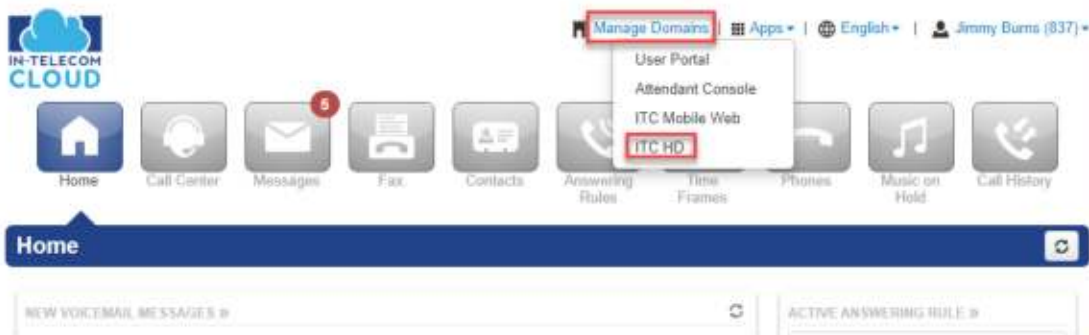 IN-TELECOM
CLOUD
Manage Domains | Apps | English | Jimmy Burns (837)
User Portal
Attendant Console
ITC Mobile Web
ITC HD
5
Home
Call Center
Messages
Fax
Contacts
Answering
Rules
Time
Frames
Phones
Music on
Hold
Call History
Home
NEW VOICEMAIL MESSAGES »
ACTIVE ANSWERING RULE »